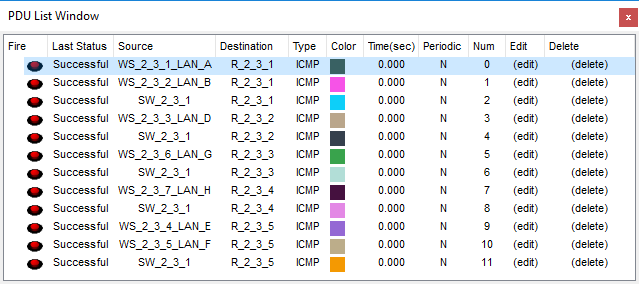 PDU List Window x
Fire Last Status Source Destination Type Color Time(sec) Periodic Num Edit Delete
Successful WS_2_3_1_LAN_A R_2_3_1 ICMP 0.000 N 0 (edit) (delete)
Successful WS_2_3_2_LAN_B R_2_3_1 ICMP 0.000 N 1 (edit) (delete)
Successful SW_2_3_1 R_2_3_1 ICMP 0.000 N 2 (edit) (delete)
Successful WS_2_3_3_LAN_D R_2_3_2 ICMP 0.000 N 3 (edit) (delete)
Successful SW_2_3_1 R_2_3_2 ICMP 0.000 N 4 (edit) (delete)
Successful WS_2_3_6_LAN_G R_2_3_3 ICMP 0.000 N 5 (edit) (delete)
Successful SW_2_3_1 R_2_3_3 ICMP 0.000 N 6 (edit) (delete)
Successful WS_2_3_7_LAN_H R_2_3_4 ICMP 0.000 N 7 (edit) (delete)
Successful SW_2_3_1 R_2_3_4 ICMP 0.000 N 8 (edit) (delete)
Successful WS_2_3_4_LAN_E R_2_3_5 ICMP 0.000 N 9 (edit) (delete)
Successful WS_2_3_5_LAN_F R_2_3_5 ICMP 0.000 N 10 (edit) (delete)
Successful SW_2_3_1 R_2_3_5 ICMP 0.000 N 11 (edit) (delete)